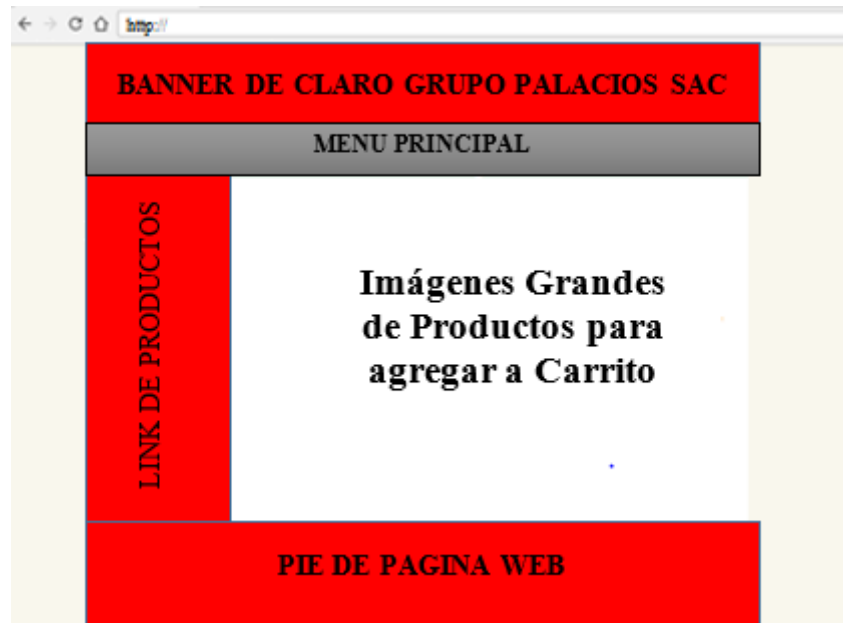 http://
BANNER DE CLARO GRUPO PALACIOS SAC
MENU PRINCIPAL
LINK DE PRODUCTOS
Imágenes Grandes
de Productos para
agregar a Carrito
PIE DE PAGINA WEB